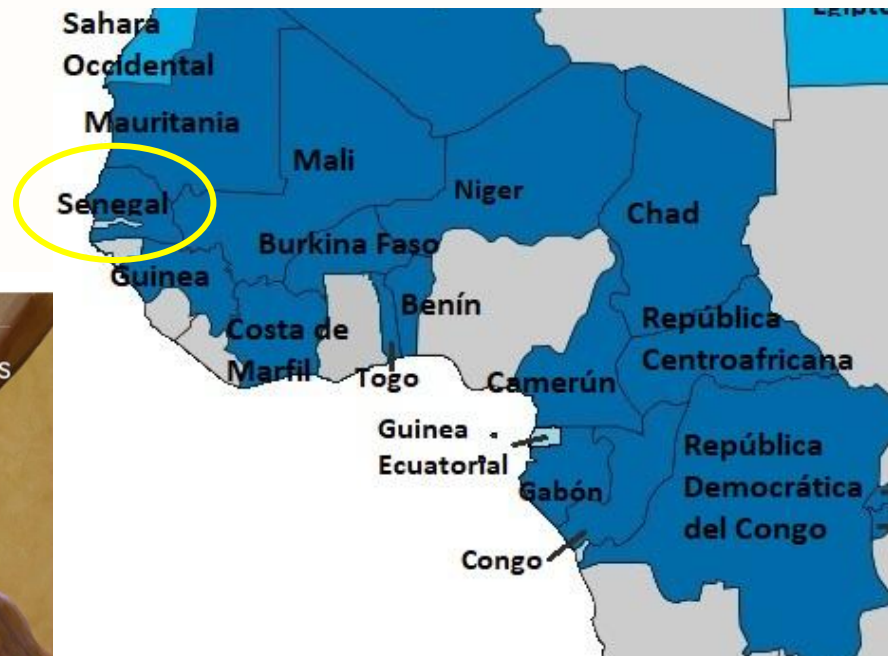 Sahara
Occidental
Mauritania
Mali
Niger
Chad
Senegal
Burkina Faso
Guinea
Benín
Costa de
Marfil
Togo
República
Centroafricana
Camerún
Guinea
Ecuatorial
Gabón
República
Democrática
del Congo
Congo